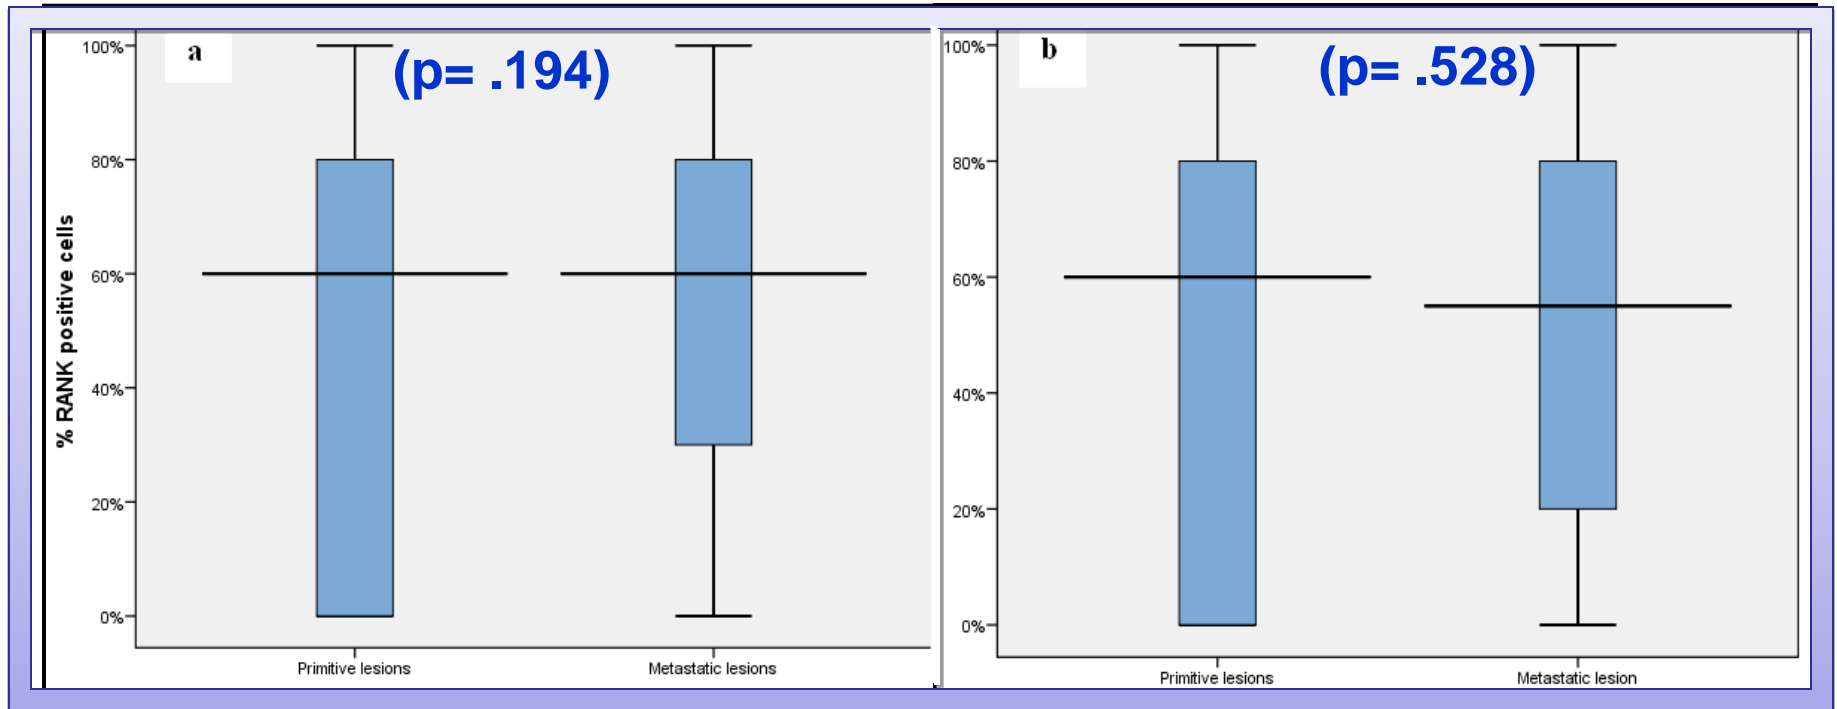 a
(p= .194)
% RANK positive cells
100%
80%
60%
40%
20%
0%
Primitive lesions
Metastatic lesions
b
(p= .528)
100%
80%
60%
40%
20%
0%
Primitive lesions
Metastatic lesion